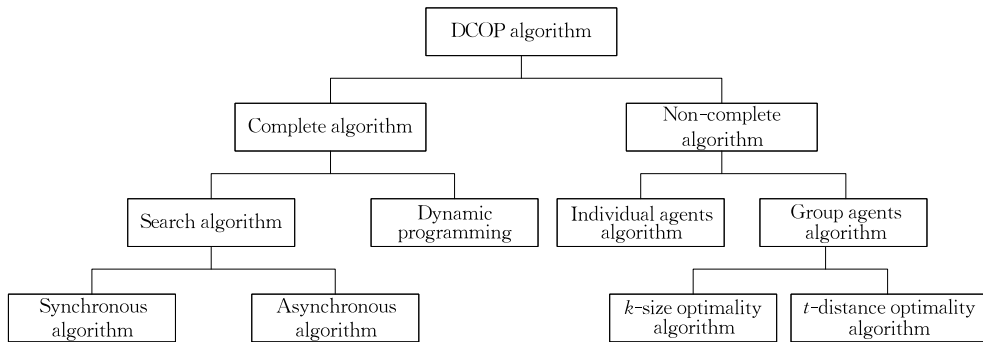 DCOP algorithm
Complete algorithm
Non-complete
algorithm
Search algorithm
Dynamic
programming
Individual agents
algorithm
Group agents
algorithm
Synchronous
algorithm
Asynchronous
algorithm
k-size optimality
algorithm
t-distance optimality
algorithm